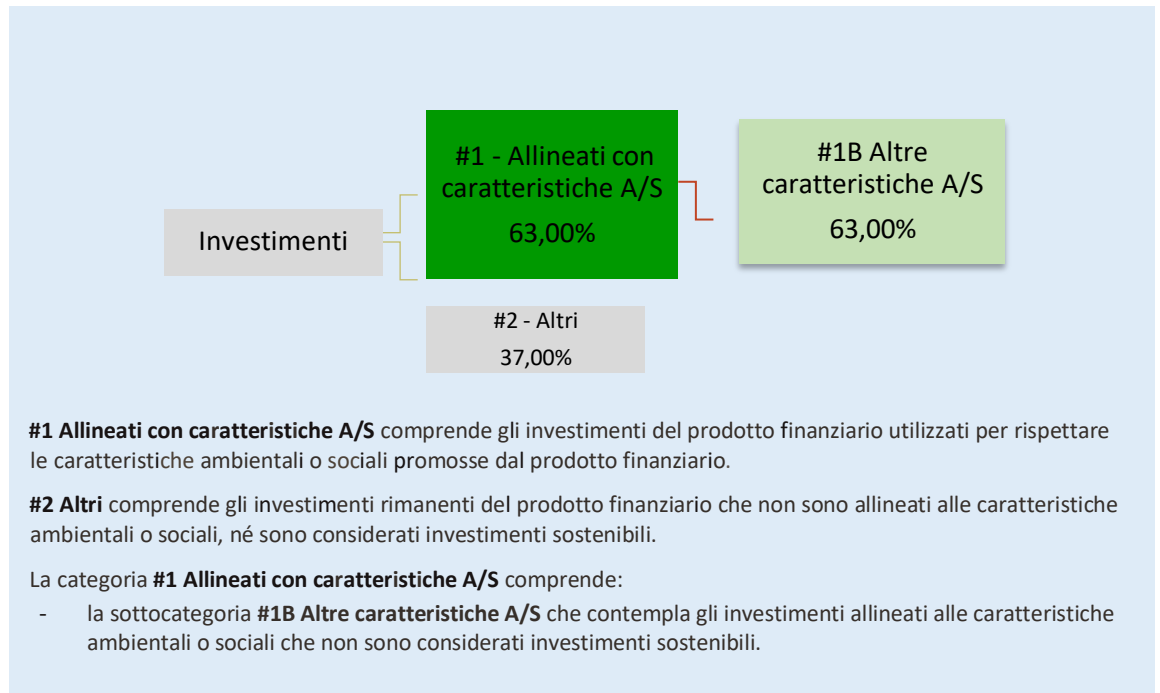 #1 - Allineati con
caratteristiche A/S
63,00%
#1B Altre
caratteristiche A/S
63,00%
Investimenti
#2 - Altri
37,00%
#1 Allineati con caratteristiche A/S comprende gli investimenti del prodotto finanziario utilizzati per rispettare
le caratteristiche ambientali o sociali promosse dal prodotto finanziario.
#2 Altri comprende gli investimenti rimanenti del prodotto finanziario che non sono allineati alle caratteristiche
ambientali o sociali, né sono considerati investimenti sostenibili.
La categoria #1 Allineati con caratteristiche A/S comprende:
- la sottocategoria #1B Altre caratteristiche A/S che contempla gli investimenti allineati alle caratteristiche
ambientali o sociali che non sono considerati investimenti sostenibili.